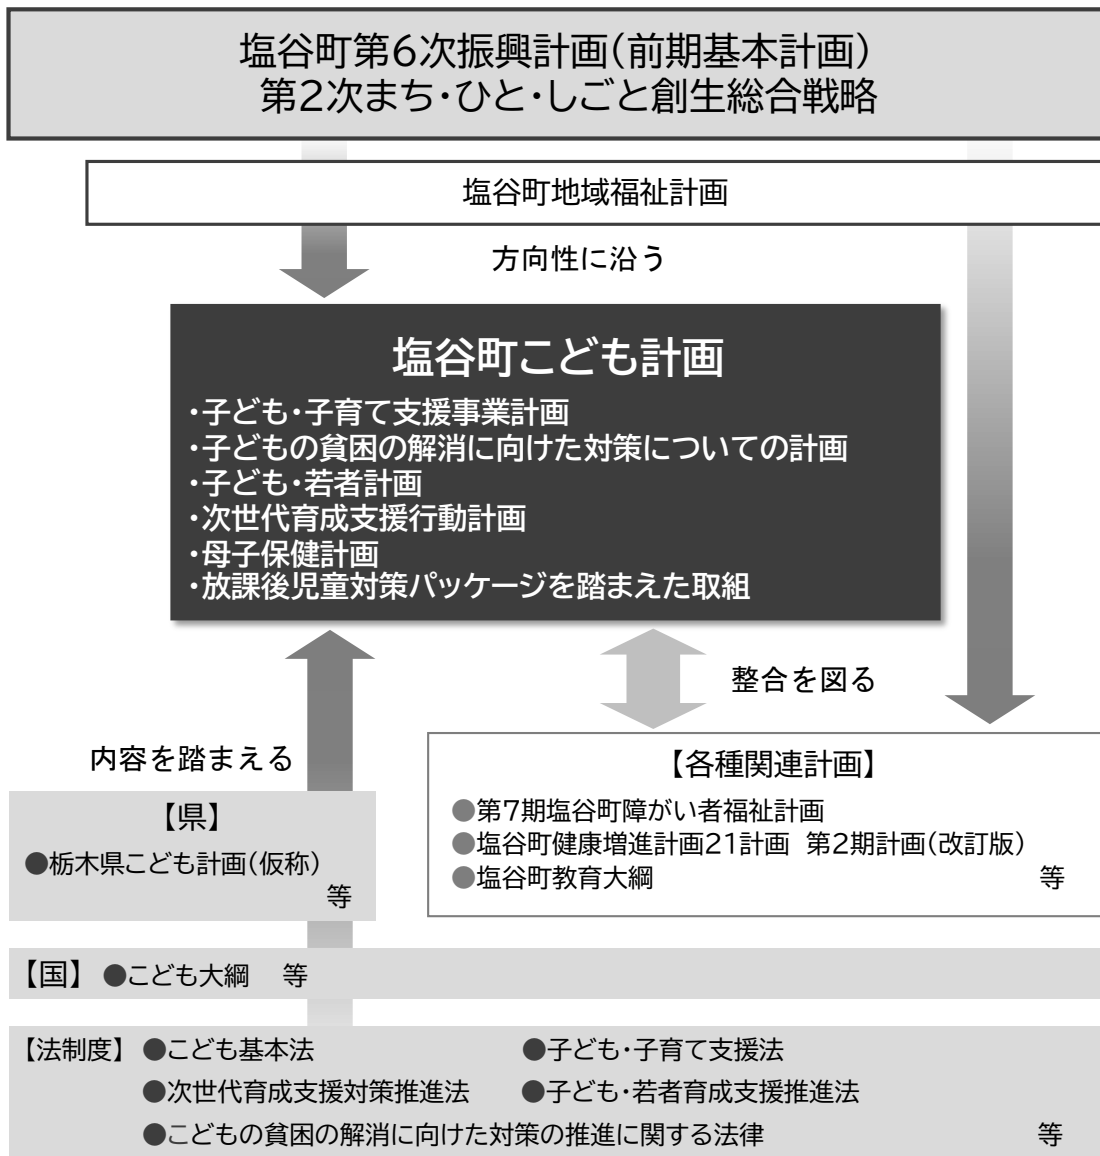 塩谷町第6次振興計画(前期基本計画)
第2次まち・ひと・しごと創生総合戦略
塩谷町地域福祉計画
方向性に沿う
塩谷町こども計画
・子ども・子育て支援事業計画
・子どもの貧困の解消に向けた対策についての計画
・子ども・若者計画
・次世代育成支援行動計画
・母子保健計画
・放課後児童対策パッケージを踏まえた取組
整合を図る
内容を踏まえる
【県】
●栃木県こども計画(仮称)
等
【各種関連計画】
●第7期塩谷町障がい者福祉計画
●塩谷町健康増進計画21計画 第2期計画(改訂版)
●塩谷町教育大綱 等
【国】 ●こども大綱 等
【法制度】 ●こども基本法 ●子ども・子育て支援法
●次世代育成支援対策推進法 ●子ども・若者育成支援推進法
●こどもの貧困の解消に向けた対策の推進に関する法律 等